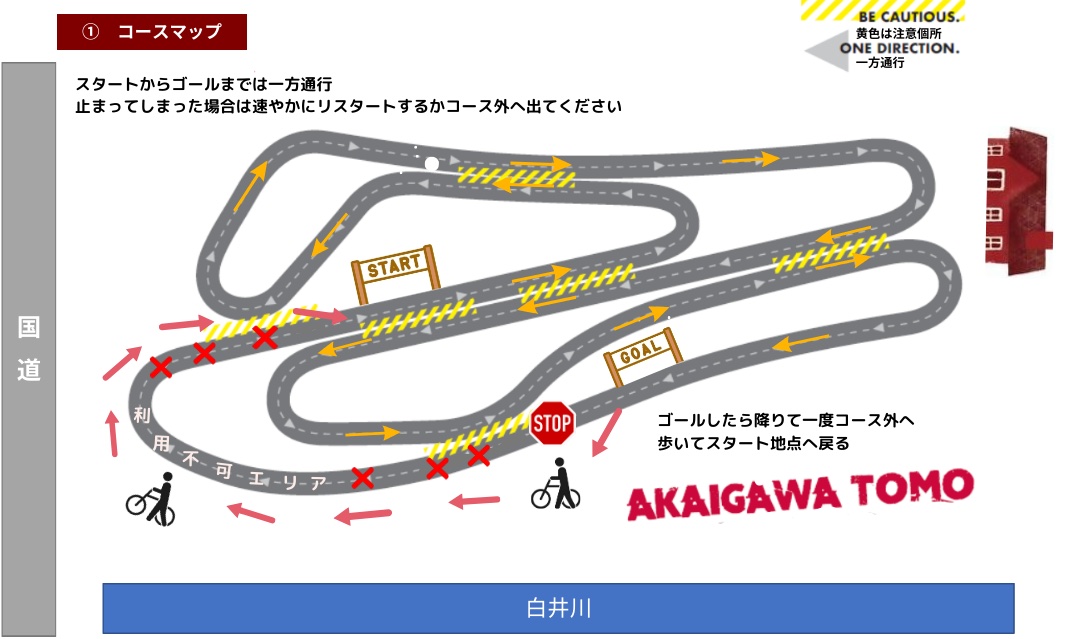 ① コースマップ
BE CAUTIOUS.
黄色は注意個所
ONE DIRECTION.
一方通行
スタートからゴールまでは一方通行
止まってしまった場合は速やかにリスタートするかコース外へ出てください
国道
START
GOAL
STOP
利用不可エリア
ゴールしたら降りて一度コース外へ
歩いてスタート地点へ戻る
AKAIGAWA TOMO
白井川